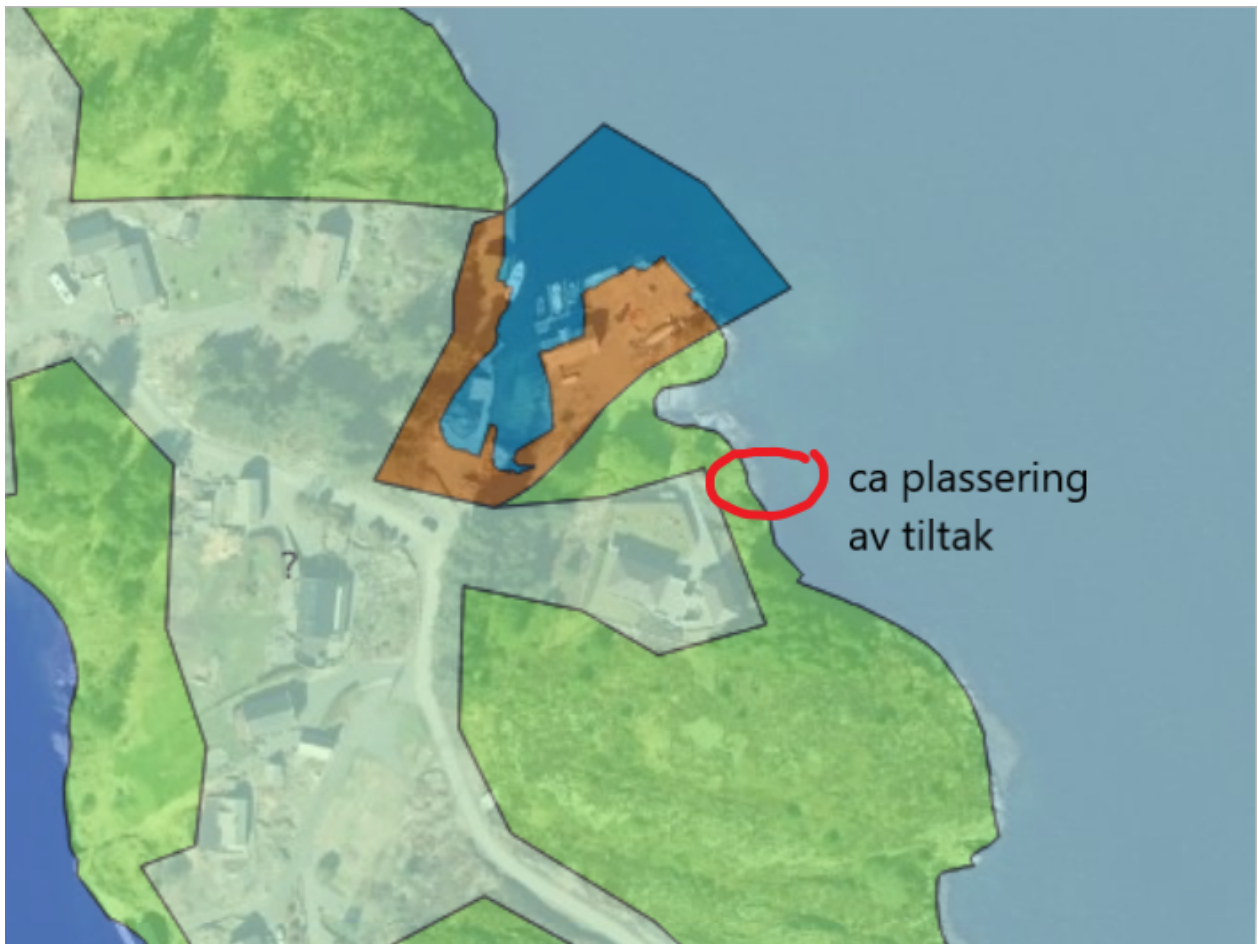 ca plassering
av tiltak
?